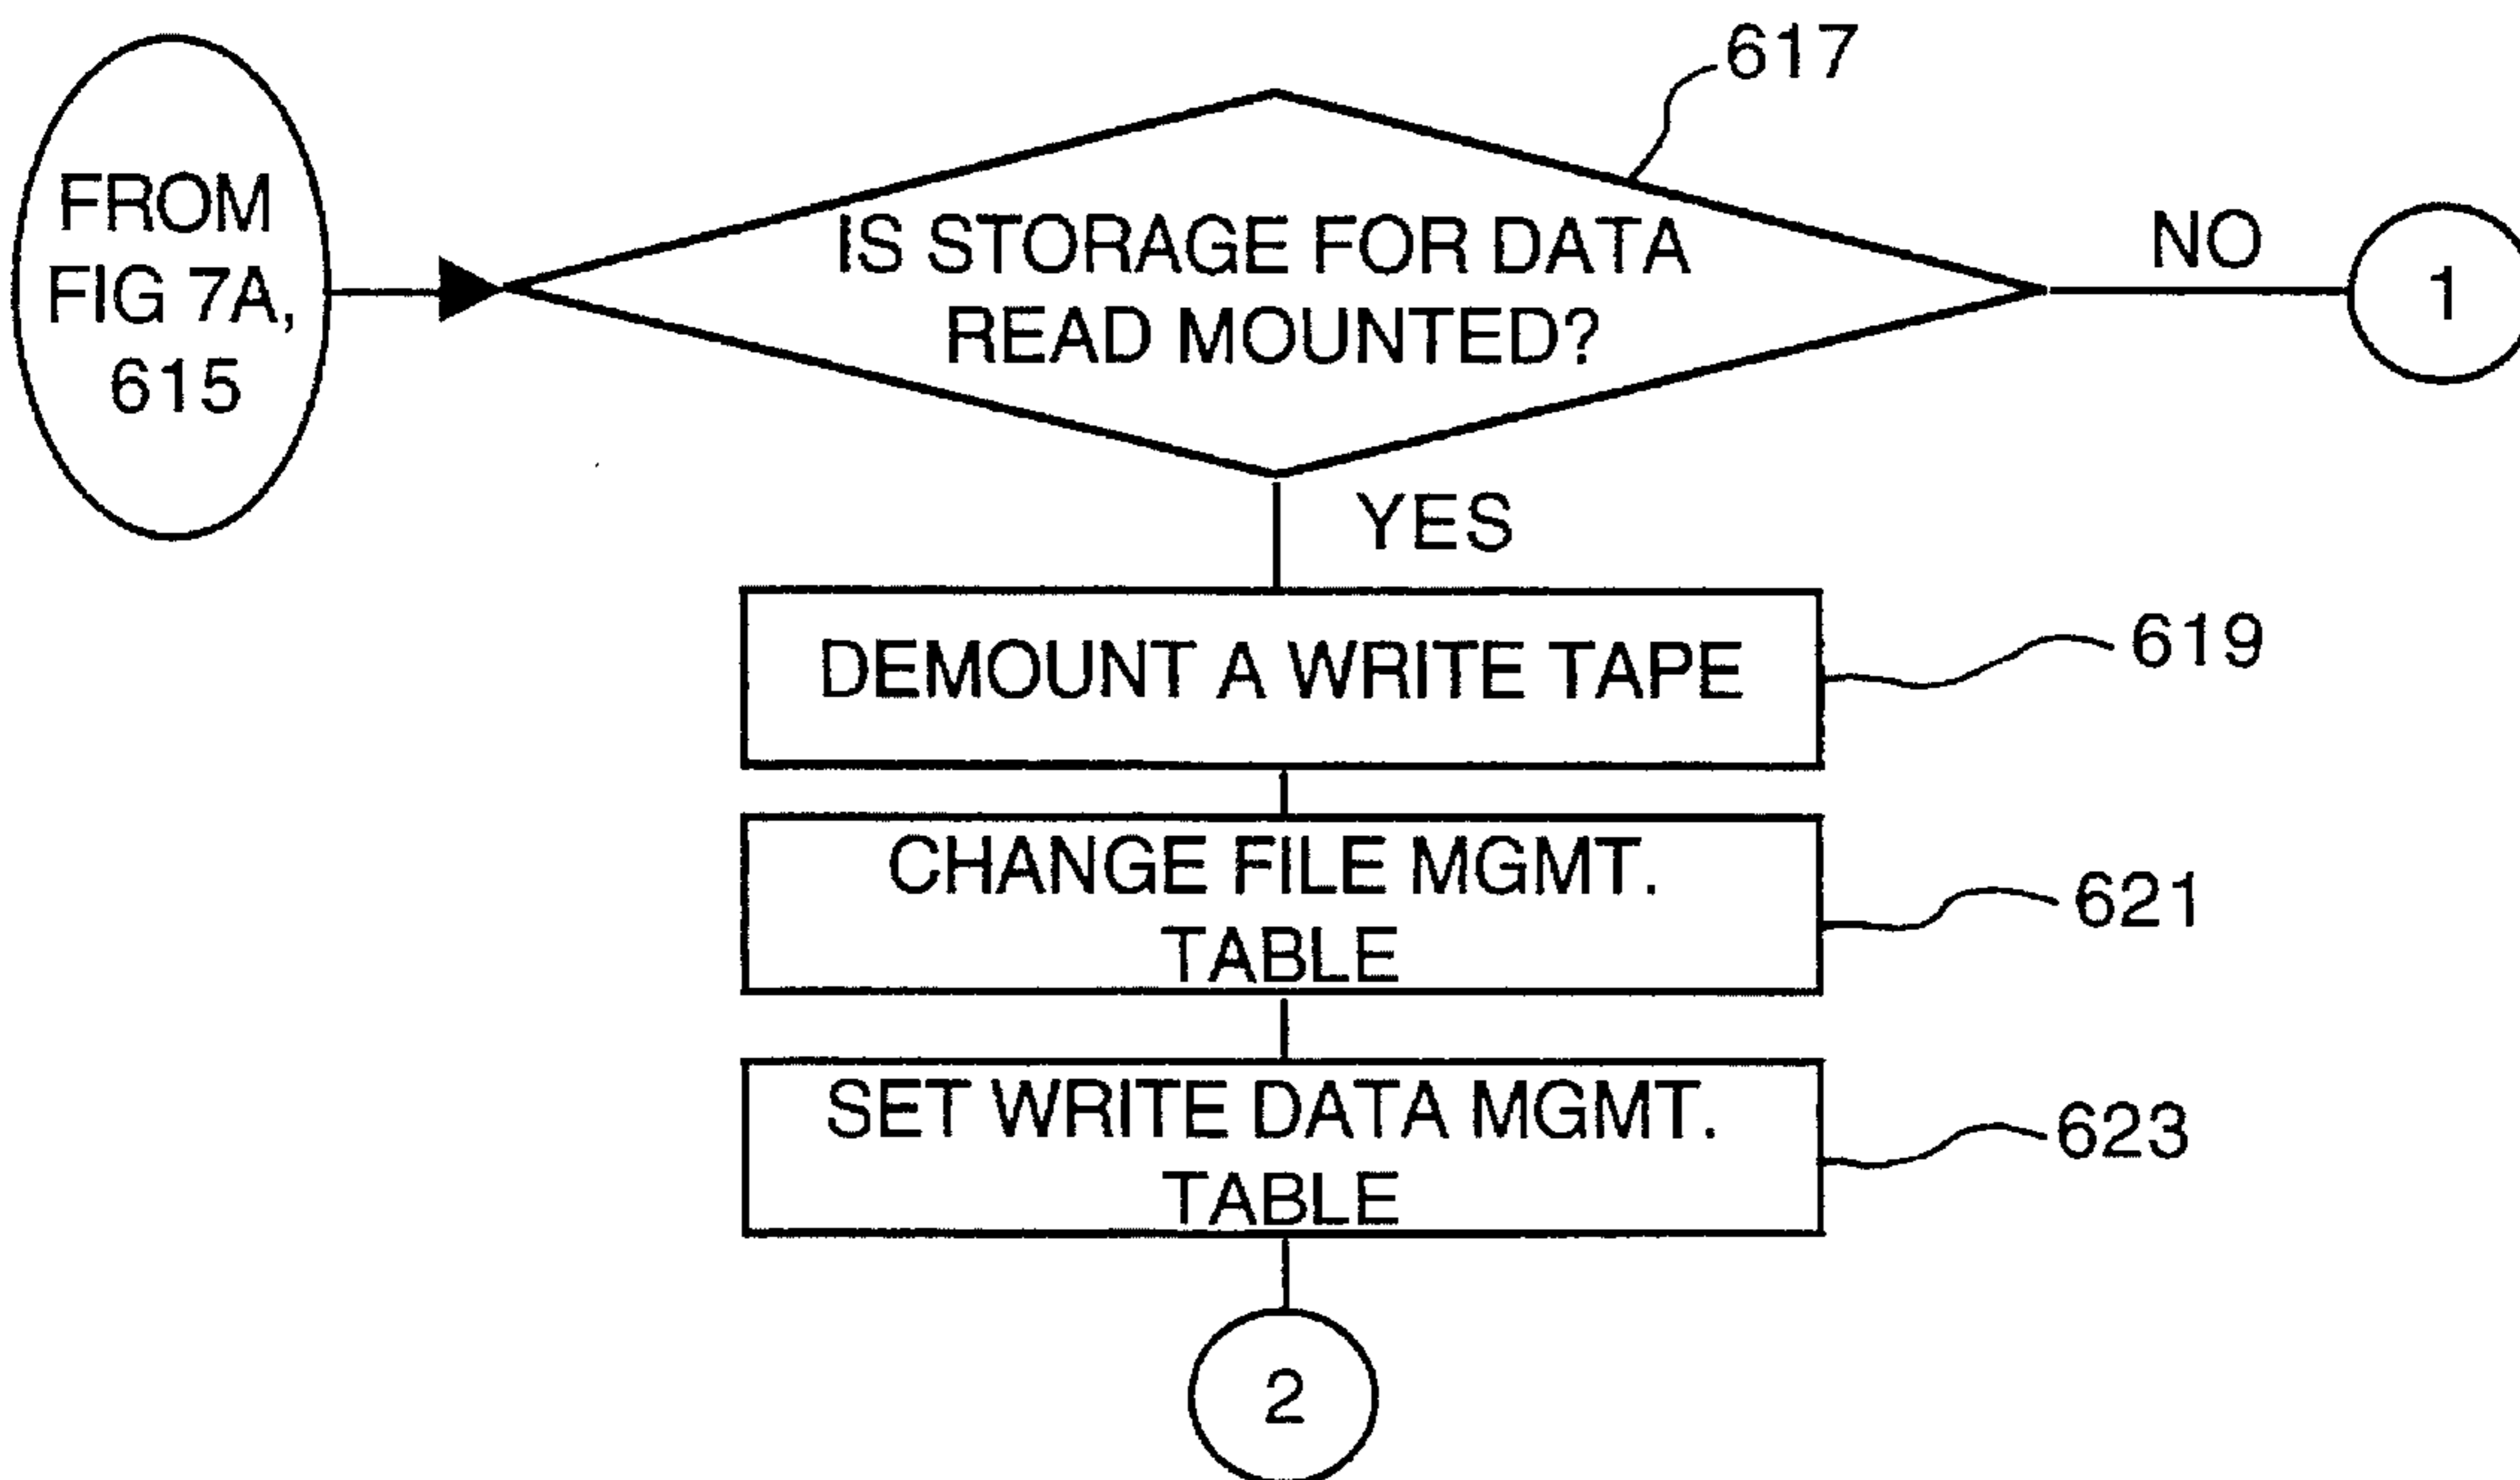 617
FROM
FIG 7A,
615
IS STORAGE FOR DATA
READ MOUNTED?
NO
1
YES
DEMOUNT A WRITE TAPE
619
CHANGE FILE MGMT.
TABLE
621
SET WRITE DATA MGMT.
TABLE
623
2